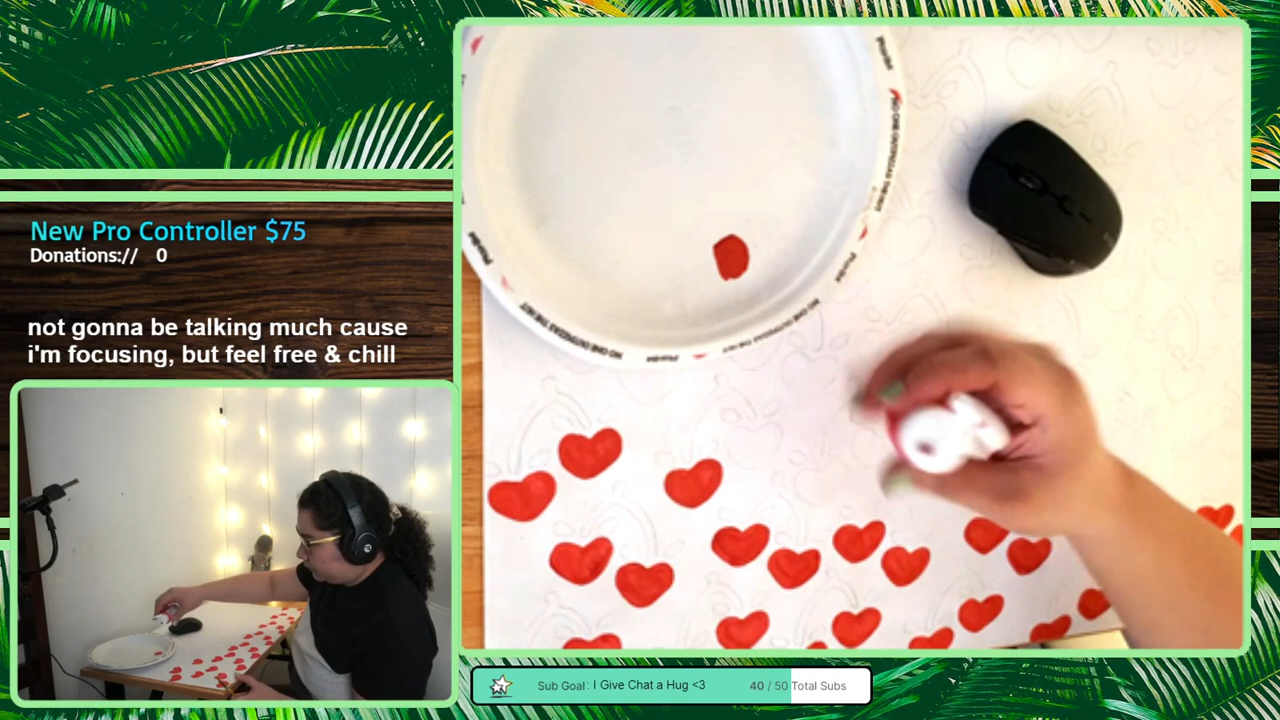 New Pro Controller $75
Donations:// 0
not gonna be talking much cause
i'm focusing, but feel free & chill
Sub Goal: I Give Chat a Hug <3 40 / 50 Total Subs